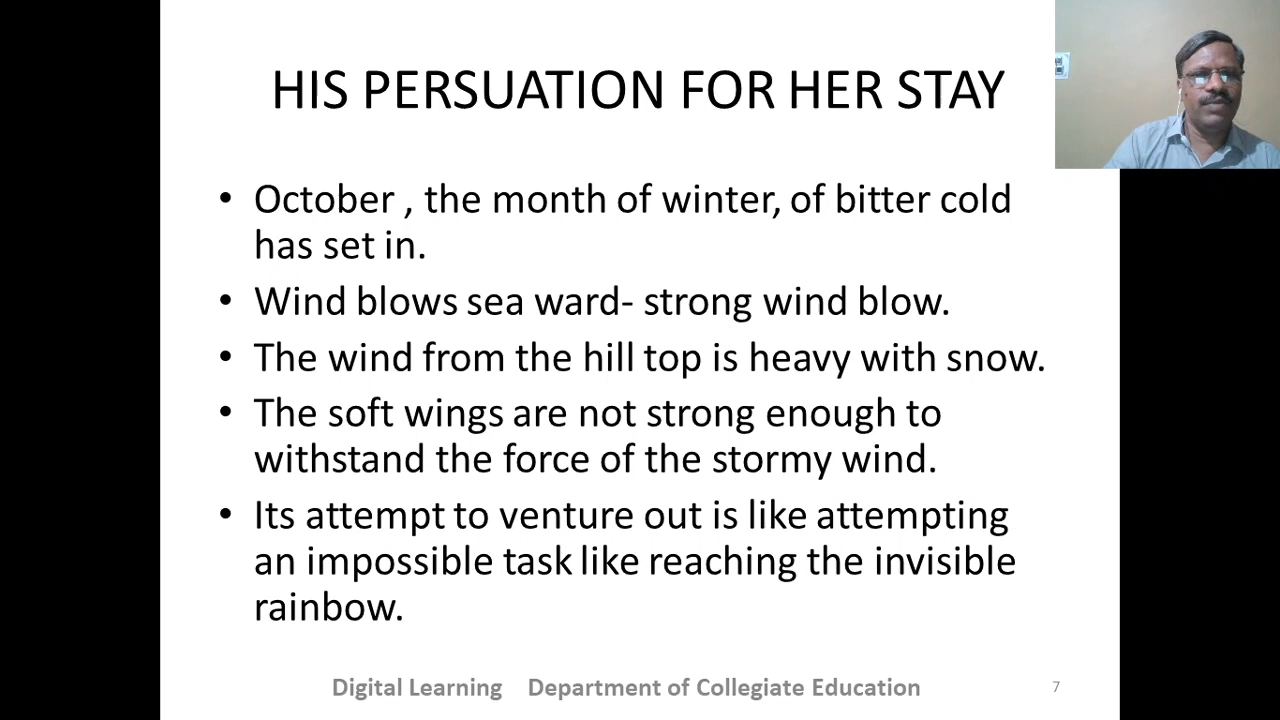 HIS PERSUATION FOR HER STAY
• October , the month of winter, of bitter cold
has set in.
• Wind blows sea ward- strong wind blow.
• The wind from the hill top is heavy with snow.
• The soft wings are not strong enough to
withstand the force of the stormy wind.
• Its attempt to venture out is like attempting
an impossible task like reaching the invisible
rainbow.
Digital Learning Department of Collegiate Education 7